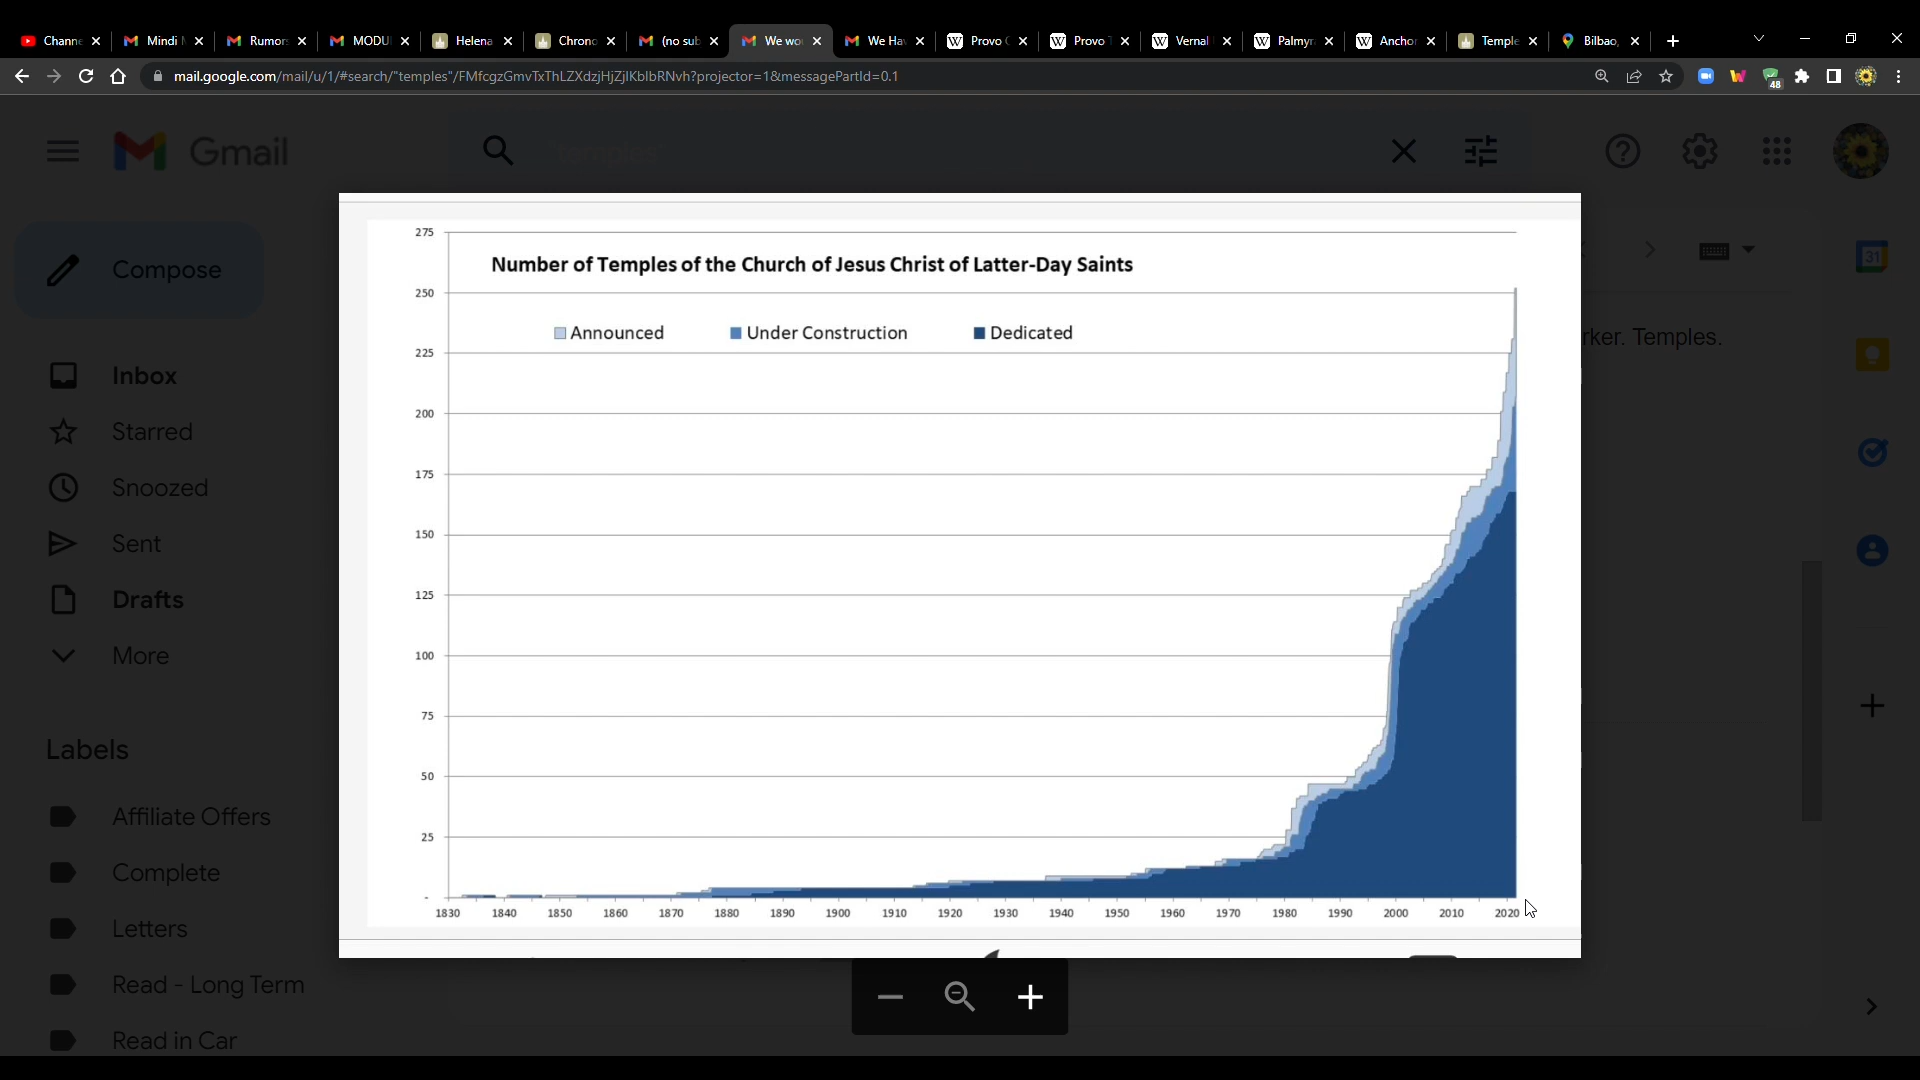 Channe
Mindi
Rumor
MODU
Helena
Chrono
(no sub
We wo
We Ha
Provo
Provo
Vernal
Palmyr
Ancho
Temple
Bilbao,
mail.google.com/mail/u/1/#search/"temples"/FMfcgzGmvTxThLZXdzjHjZjlKblbRNvh?projector=1&messagePartId=0.1
48
Gmail
"temples"
Compose
Inbox
Starred
Snoozed
Sent
Drafts
More
Labels
Affiliate Offers
Complete
Letters
Read - Long Term
Read in Car
31
rker. Temples.
Number of Temples of the Church of Jesus Christ of Latter-Day Saints
Announced Under Construction Dedicated
275
250
225
200
175
150
125
100
75
50
25
-
1830 1840 1850 1860 1870 1880 1890 1900 1910 1920 1930 1940 1950 1960 1970 1980 1990 2000 2010 2020